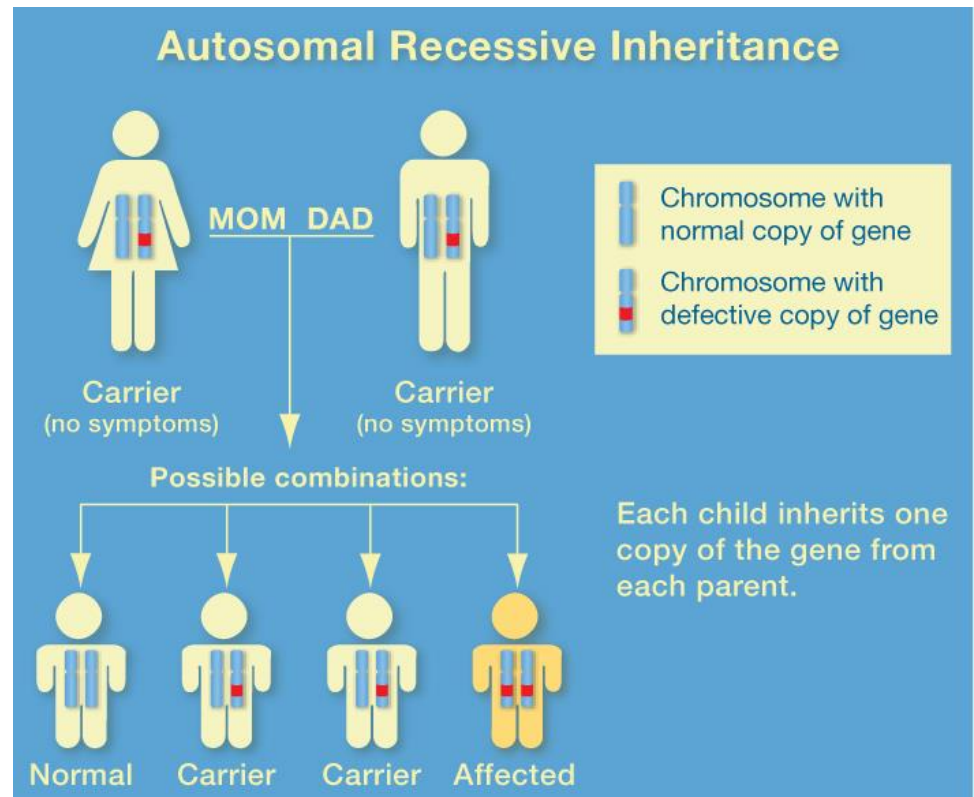 Autosomal Recessive Inheritance
MOM DAD
Carrier
(no symptoms)
Carrier
(no symptoms)
Chromosome with
normal copy of gene
Chromosome with
defective copy of gene
Possible combinations:
Each child inherits one
copy of the gene from
each parent.
Normal
Carrier
Carrier
Affected